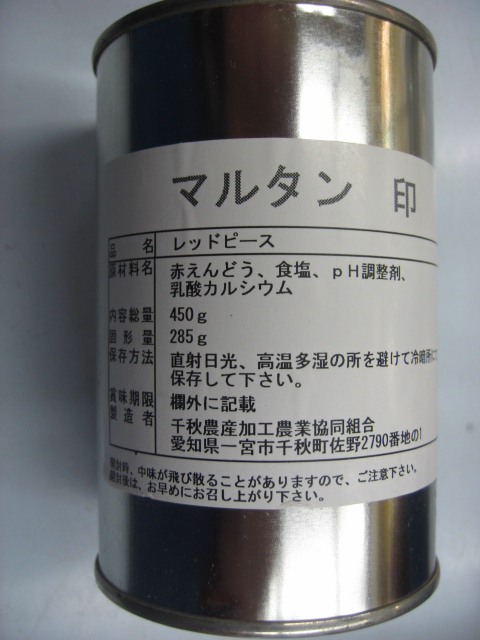 マルタン 印
品名 レッドピース
原材料名 赤えんどう、食塩、pH調整剤、
乳酸カルシウム
内容総量 450g
固形量 285g
保存方法 直射日光、高温多湿の所を避けて冷暗所に
保存して下さい。
賞味期限 欄外に記載
製造者 千秋農産加工農業協同組合
愛知県一宮市千秋町佐野2790番地の1
開封時、中味が飛び散ることがありますので、ご注意下さい。
開封後は、お早めにお召し上がり下さい。